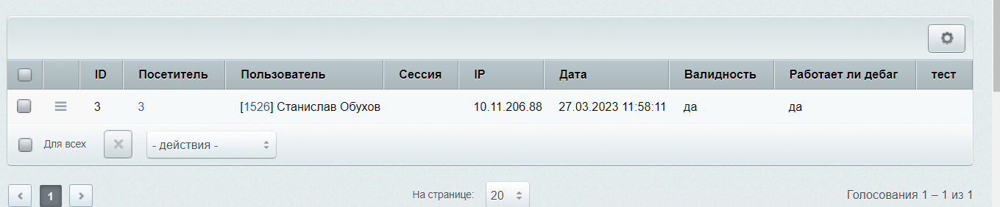 ID Посетитель Пользователь Сессия IP Дата Валидность Работает ли дебаг тест
3 3 [1526] Станислав Обухов 10.11.206.88 27.03.2023 11:58:11 да да
Для всех - действия -
1 На странице: 20 Голосования 1 – 1 из 1